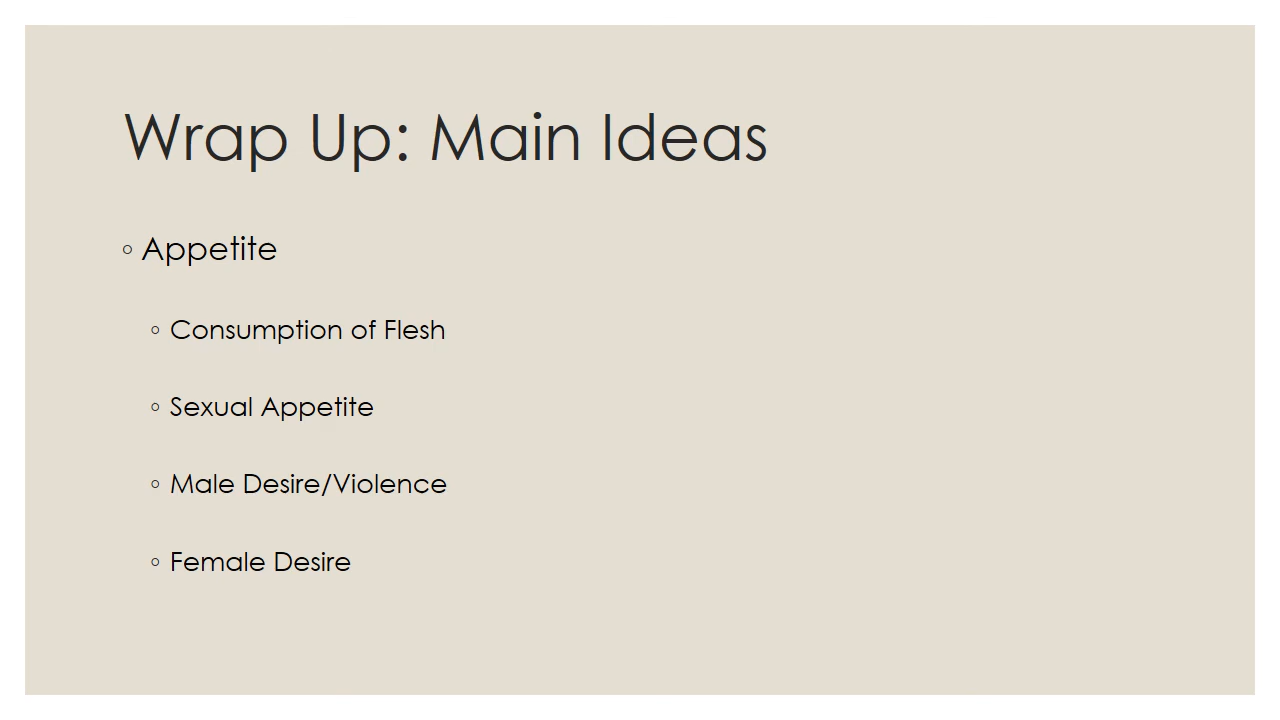 Wrap Up: Main Ideas
◦ Appetite
◦ Consumption of Flesh
◦ Sexual Appetite
◦ Male Desire/Violence
◦ Female Desire